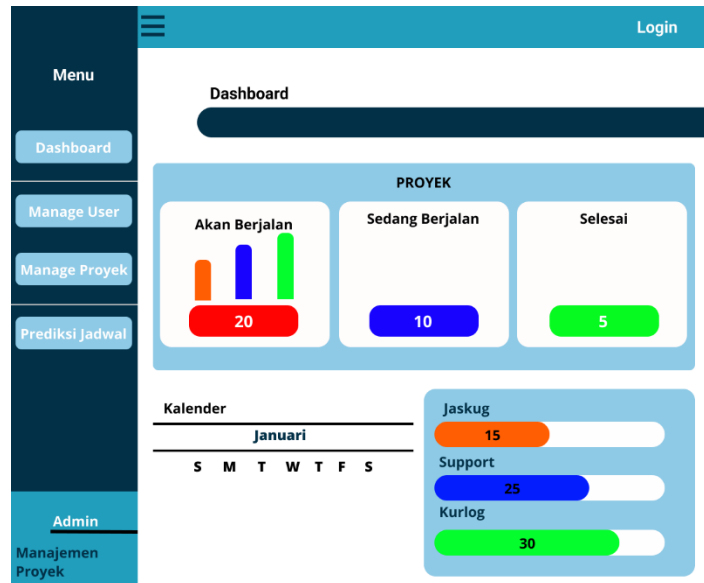 Login
Menu
Dashboard
Manage User
Manage Proyek
Prediksi Jadwal
Admin
Manajemen
Proyek
Dashboard
PROYEK
Akan Berjalan
20
Sedang Berjalan
10
Selesai
5
Kalender
Januari
S M T W T F S
Jaskug
15
Support
25
Kurlog
30